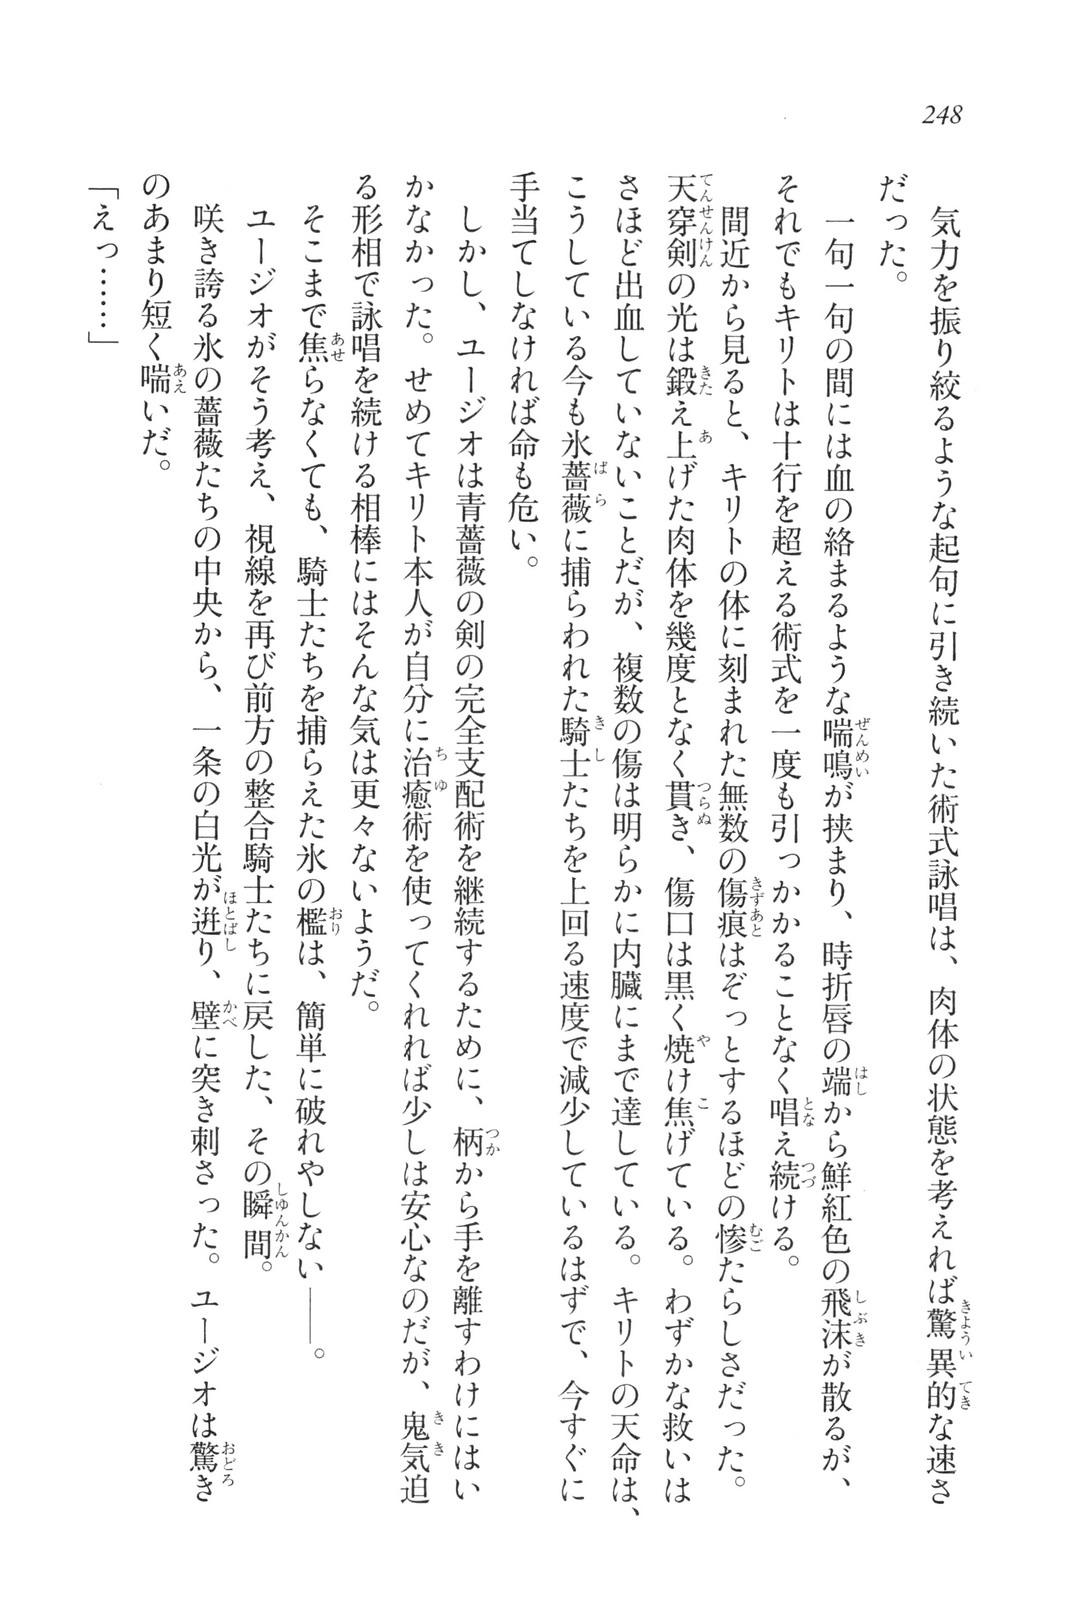 248
気力を振り絞るような起句に引き続いた術式詠唱は、肉体の状態を考えれば驚異的な速さ
だった。
一句一句の間には血の絡まるような喘鳴が挟まり、時折唇の端から鮮紅色の飛沫が散るが、
それでもキリトは十行を超える術式を一度も引っかかることなく唱え続ける。
間近から見ると、キリトの体に刻まれた無数の傷痕はぞっとするほどの惨たらしさだった。
天穿剣の光は鍛え上げた肉体を幾度となく貫き、傷口は黒く焼け焦げている。わずかな救いは
さほど出血していないことだが、複数の傷は明らかに内臓にまで達している。キリトの天命は、
こうしている今も氷薔薇に捕らわれた騎士たちを上回る速度で減少しているはずで、今すぐに
手当てしなければ命も危い。
しかし、ユージオは青薔薇の剣の完全支配術を継続するために、柄から手を離すわけにはい
かなかった。せめてキリト本人が自分に治癒術を使ってくれれば少しは安心なのだが、鬼気迫
る形相で詠唱を続ける相棒にはそんな気は更々ないようだ。
そこまで焦らなくても、騎士たちを捕らえた氷の檻は、簡単に破れやしない――。
ユージオがそう考え、視線を再び前方の整合騎士たちに戻した、その瞬間。
咲き誇る氷の薔薇たちの中央から、一条の白光が迸り、壁に突き刺さった。ユージオは驚き
のあまり短く喘いだ。
「えっ……」